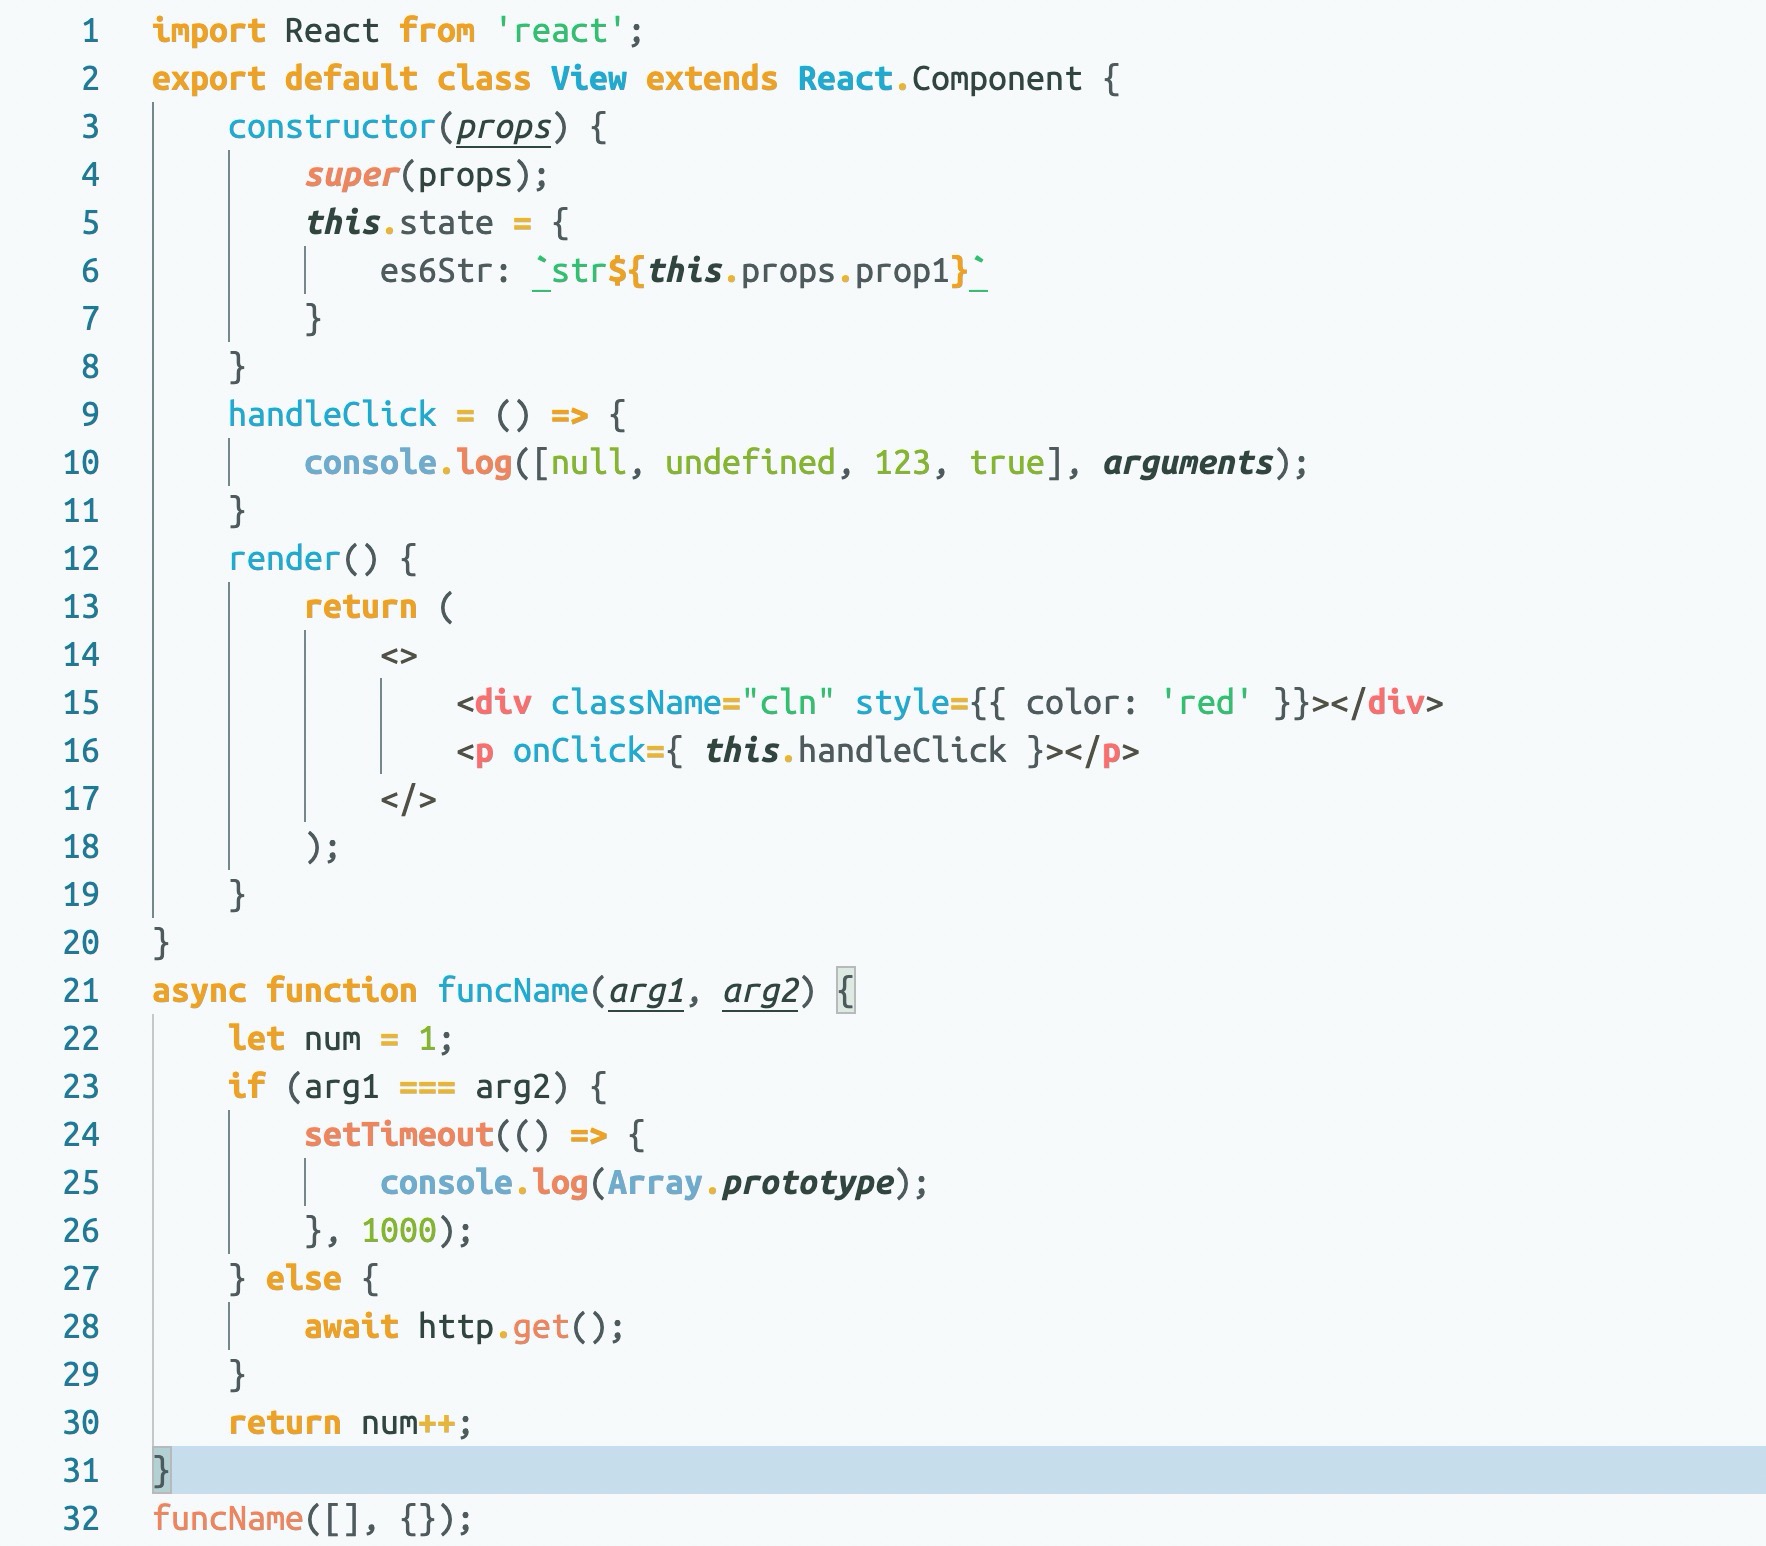 1 import React from 'react';
2 export default class View extends React.Component {
3     constructor(props) {
4         super(props);
5         this.state = {
6             es6Str: `str${this.props.prop1}`
7         }
8     }
9     handleClick = () => {
10         console.log([null, undefined, 123, true], arguments);
11     }
12     render() {
13         return (
14             <>
15                 <div className="cln" style={{ color: 'red' }}></div>
16                 <p onClick={ this.handleClick }></p>
17             </>
18         );
19     }
20 }
21 async function funcName(arg1, arg2) {
22     let num = 1;
23     if (arg1 === arg2) {
24         setTimeout(() => {
25             console.log(Array.prototype);
26         }, 1000);
27     } else {
28         await http.get();
29     }
30     return num++;
31 }
32 funcName([], {});